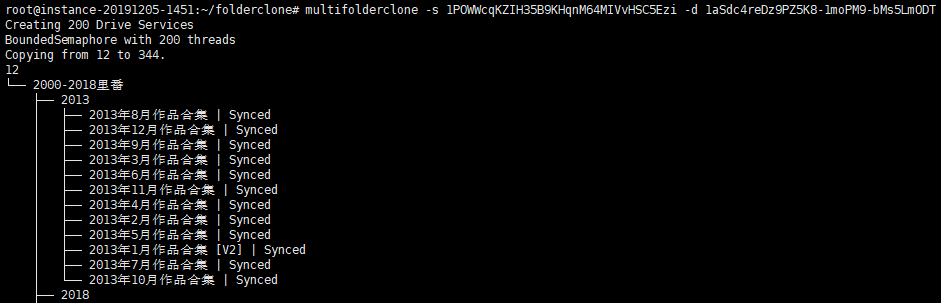 root@instance-20191205-1451:~/folderclone# multifolderclone -s 1POWWcqKZIH35B9KHqnM64MIVvHSC5Ezi -d 1aSdc4reDz9PZ5K8-1moPM9-bMs5LmODT
Creating 200 Drive Services
BoundedSemaphore with 200 threads
Copying from 12 to 344.
12
└── 2000-2018里番
├── 2013
├── 2013年8月作品合集 | Synced
├── 2013年12月作品合集 | Synced
├── 2013年9月作品合集 | Synced
├── 2013年3月作品合集 | Synced
├── 2013年6月作品合集 | Synced
├── 2013年11月作品合集 | Synced
├── 2013年4月作品合集 | Synced
├── 2013年2月作品合集 | Synced
├── 2013年5月作品合集 | Synced
├── 2013年1月作品合集 [V2] | Synced
├── 2013年7月作品合集 | Synced
└── 2013年10月作品合集 | Synced
├── 2018